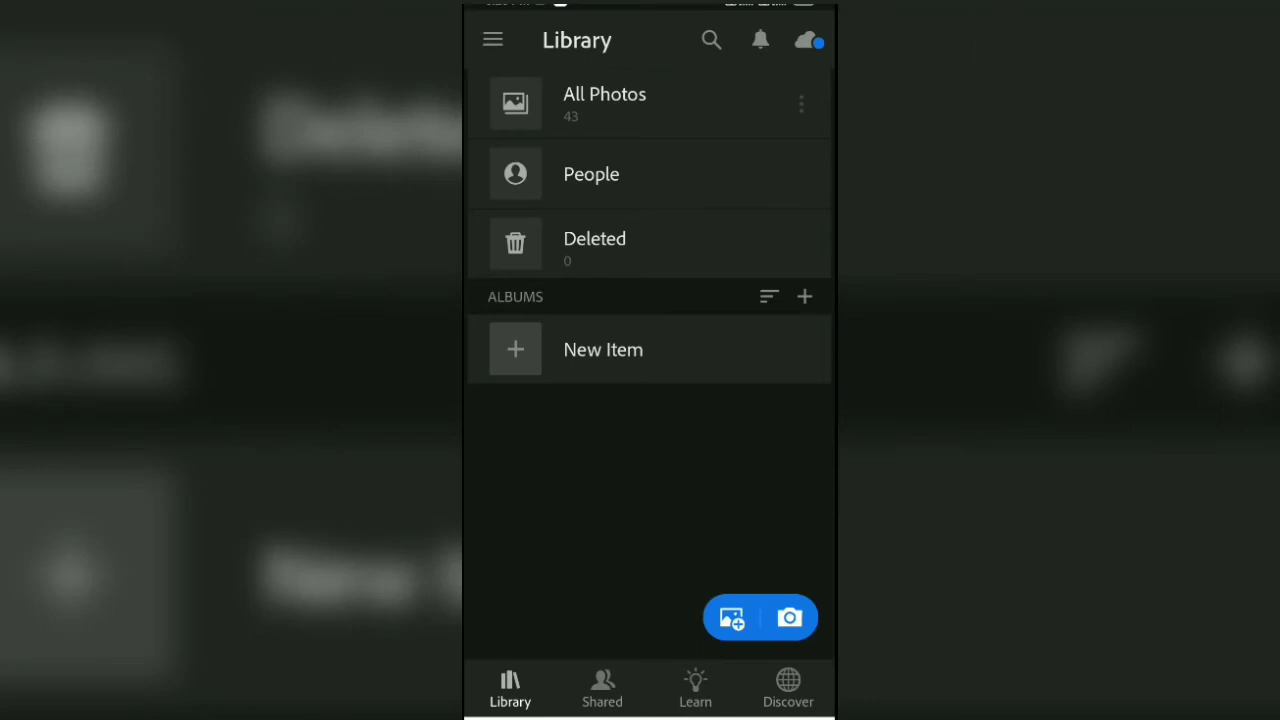 Library
All Photos
43
People
Deleted
0
ALBUMS
New Item
Library
Shared
Learn
Discover